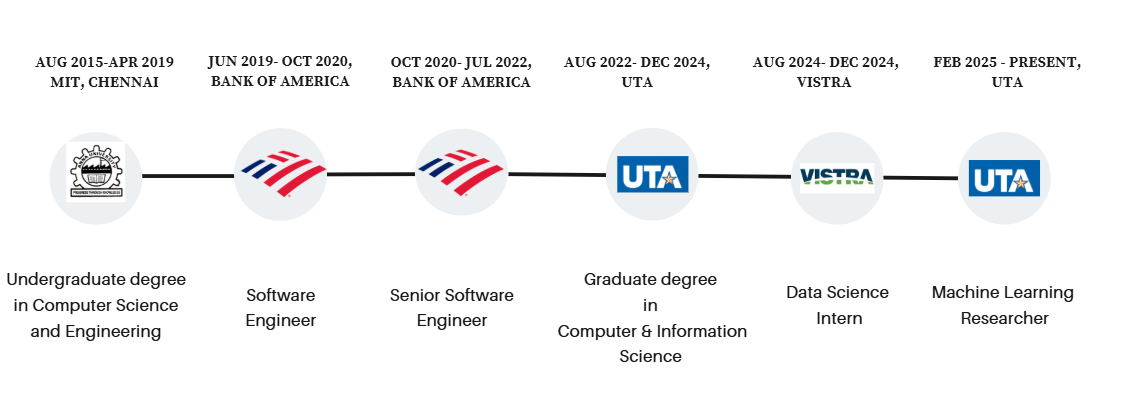 AUG 2015-APR 2019
MIT, CHENNAI
JUN 2019- OCT 2020,
BANK OF AMERICA
OCT 2020- JUL 2022,
BANK OF AMERICA
AUG 2022- DEC 2024,
UTA
AUG 2024- DEC 2024,
VISTRA
FEB 2025 - PRESENT,
UTA
ANNA UNIVERSITY
PROGRESS THROUGH KNOWLEDGE
UTA
VISTRA
UTA
Undergraduate degree
in Computer Science
and Engineering
Software
Engineer
Senior Software
Engineer
Graduate degree
in
Computer & Information
Science
Data Science
Intern
Machine Learning
Researcher